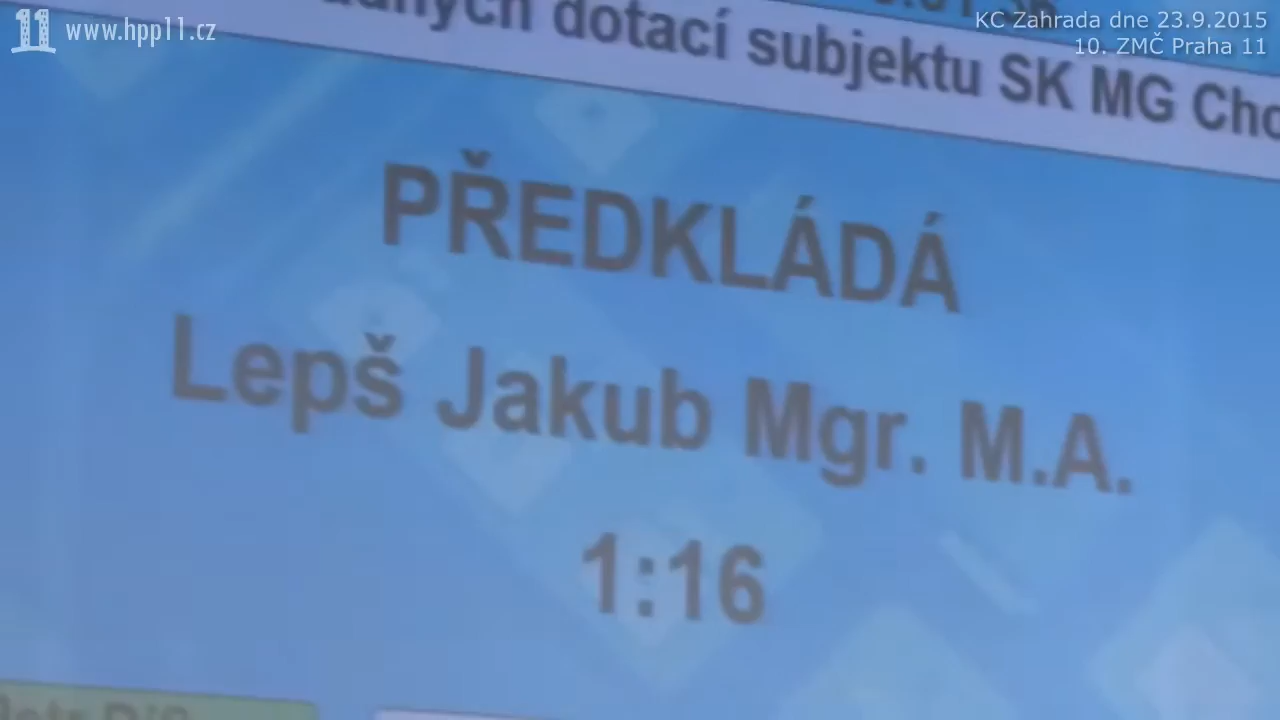 11 www.hpp11.cz
KC Zahrada dne 23.9.2015
10. ZMČ Praha 11
dotací subjektu SK MG
PŘEDKLÁDÁ
Lepš Jakub Mgr. M.A.
1:16